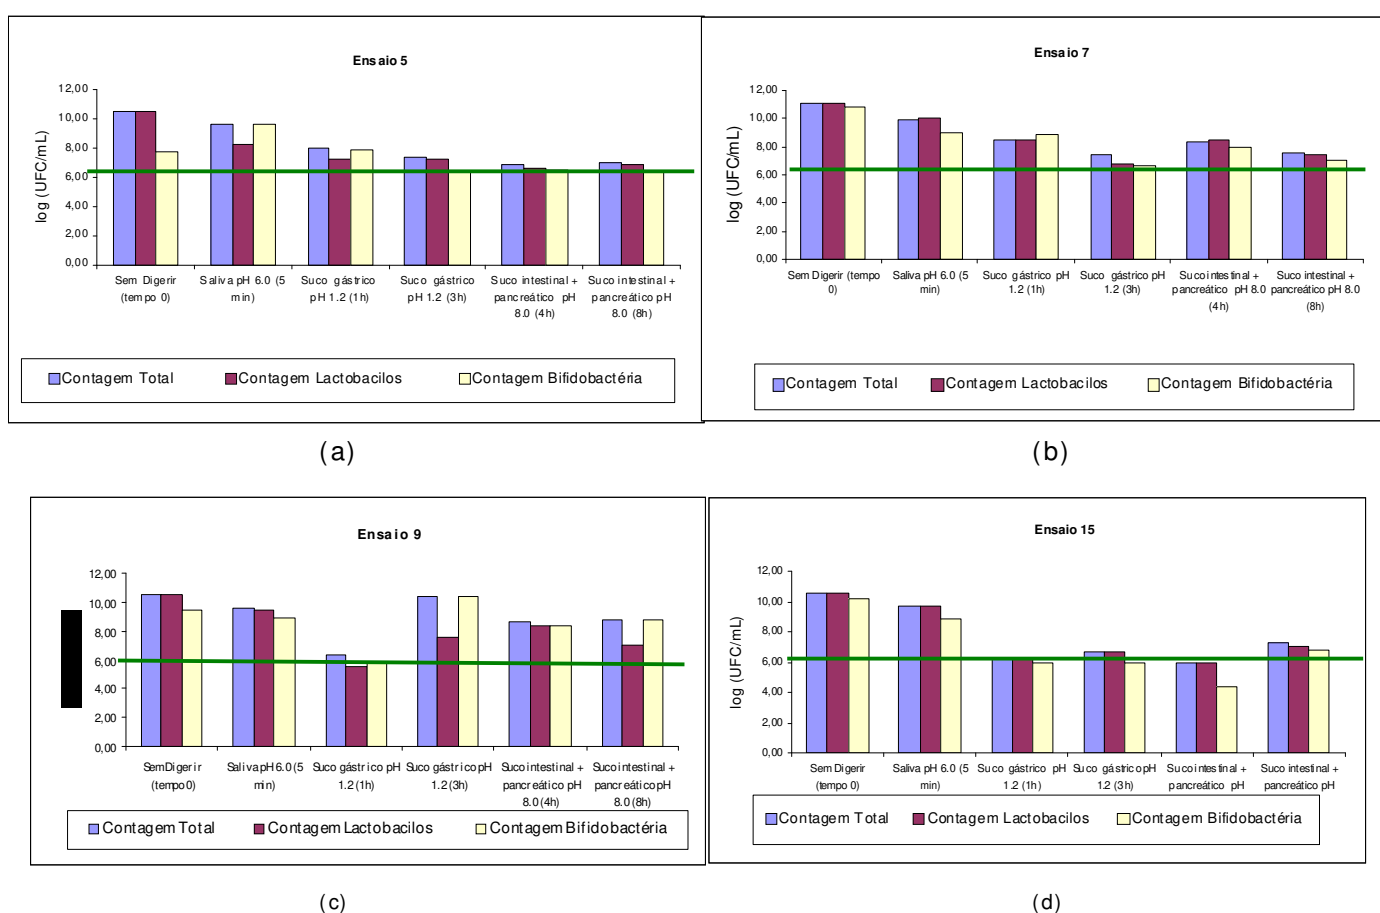 Ensaio 5
log (UFC/mL)
12,00
10,00
8,00
6,00
4,00
2,00
0,00
Sem Digerir (tempo 0)
Saliva pH 6.0 (5 min)
Suco gástrico pH 1.2 (1h)
Suco gástrico pH 1.2 (3h)
Suco intestinal + pancreático pH 8.0 (4h)
Suco intestinal + pancreático pH 8.0 (8h)
Contagem Total
Contagem Lactobacilos
Contagem Bifidobactéria
(a)
Ensaio 7
log (UFC/mL)
12,00
10,00
8,00
6,00
4,00
2,00
0,00
Sem Digerir (tempo 0)
Saliva pH 6.0 (5 min)
Suco gástrico pH 1.2 (1h)
Suco gástrico pH 1.2 (3h)
Suco intestinal + pancreático pH 8.0 (4h)
Suco intestinal + pancreático pH 8.0 (8h)
Contagem Total
Contagem Lactobacilos
Contagem Bifidobactéria
(b)
Ensaio 9
12,00
10,00
8,00
6,00
4,00
2,00
0,00
Sem Digerir (tempo 0)
Saliva pH 6.0 (5 min)
Suco gástrico pH 1.2 (1h)
Suco gástrico pH 1.2 (3h)
Suco intestinal + pancreático pH 8.0 (4h)
Suco intestinal + pancreático pH 8.0 (8h)
Contagem Total
Contagem Lactobacilos
Contagem Bifidobactéria
(c)
Ensaio 15
log (UFC/mL)
12,00
10,00
8,00
6,00
4,00
2,00
0,00
Sem Digerir (tempo 0)
Saliva pH 6.0 (5 min)
Suco gástrico pH 1.2 (1h)
Suco gástrico pH 1.2 (3h)
Suco intestinal + pancreático pH
Suco intestinal + pancreático pH
Contagem Total
Contagem Lactobacilos
Contagem Bifidobactéria
(d)